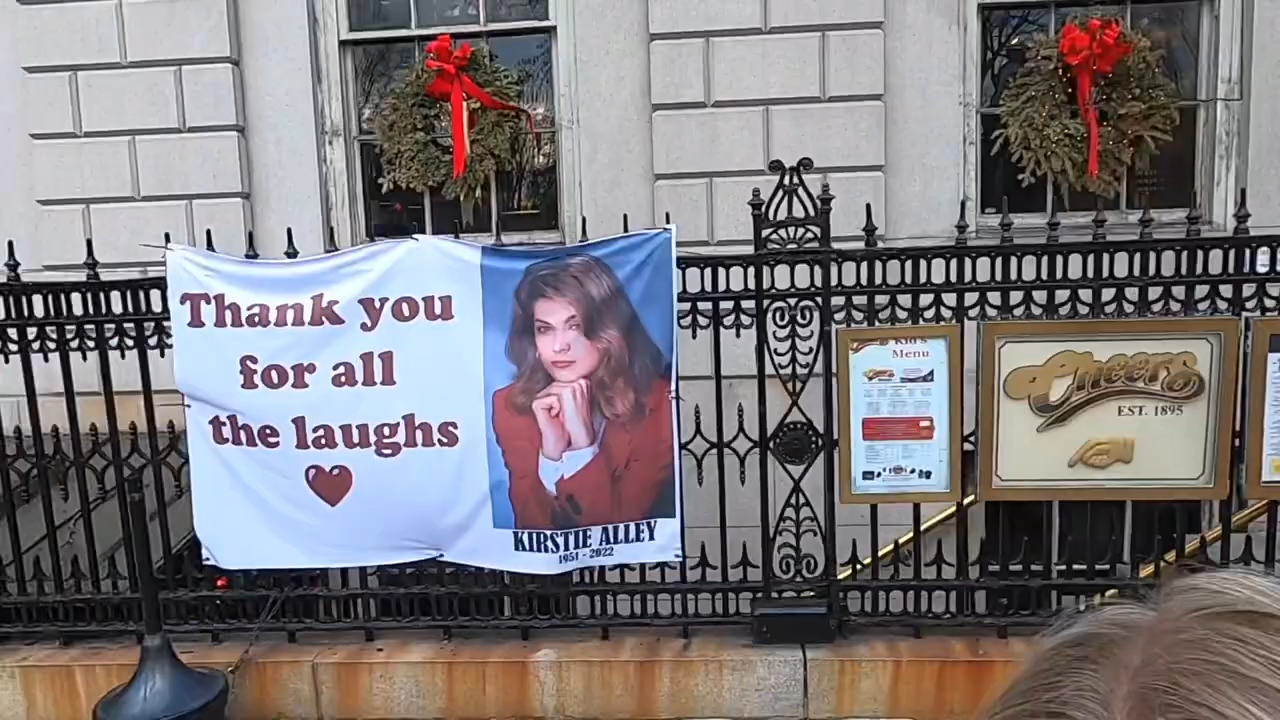 Thank you
for all
the laughs
KIRSTIE ALLEY
1951 - 2022
Kid's
Menu
Cheers
EST. 1895